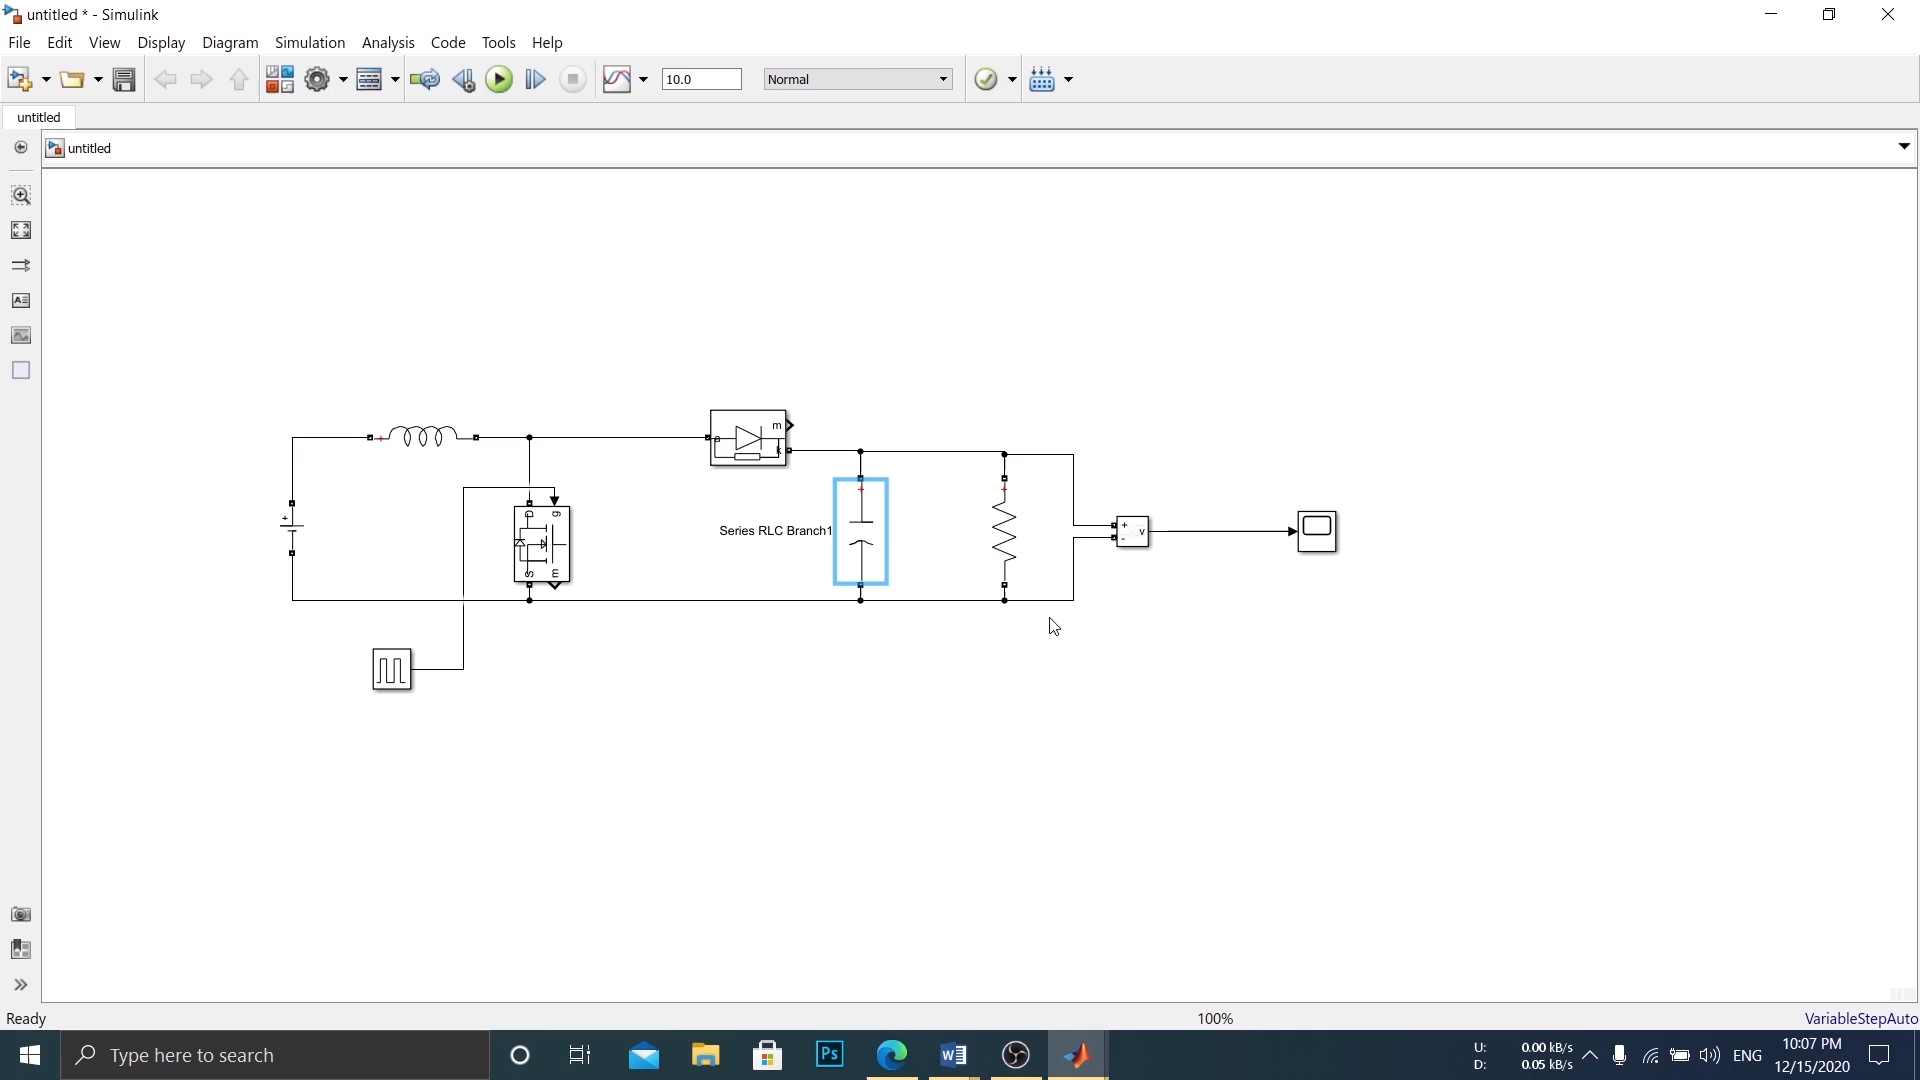 untitled * - Simulink
File Edit View Display Diagram Simulation Analysis Code Tools Help
10.0 Normal
untitled
untitled
a m k
D g S m
Series RLC Branch1
+ - v
Ready 100% VariableStepAuto
Type here to search
Ps
U: 0.00 kB/s
D: 0.05 kB/s
ENG
10:07 PM
12/15/2020